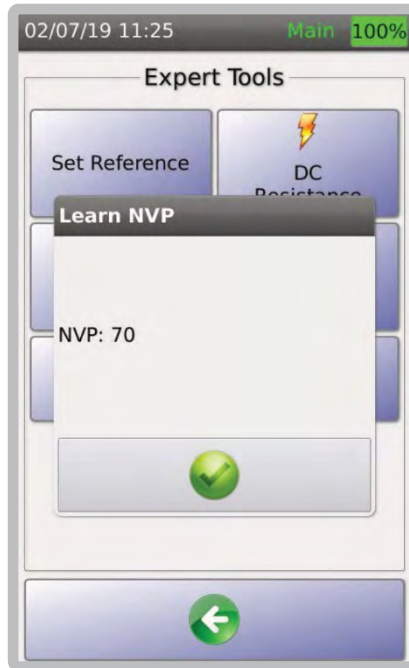 02/07/19 11:25 Main 100%
Expert Tools
Set Reference
DC
Learn NVP
NVP: 70